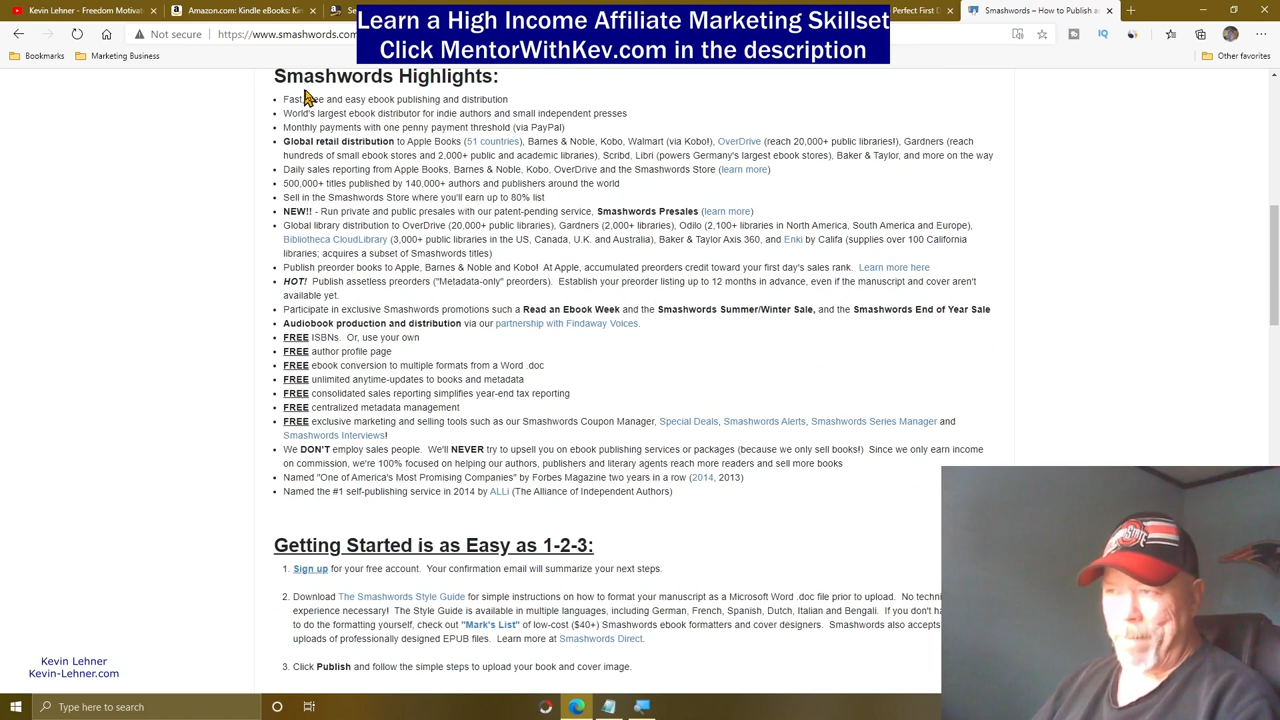 Kevin Lehner - Freedom Motivato
Amazon.com: Kindle eBooks: Kin
Perfect First D
Smashwords – How to Publish a
Learn a High Income Affiliate Marketing Skillset
Click MentorWithKev.com in the description
Not secure
https://www.smashwords.com
Bookmarks
Marketing Business
Other favorites
Smashwords Highlights:
Fast, free and easy ebook publishing and distribution
World's largest ebook distributor for indie authors and small independent presses
Monthly payments with one penny payment threshold (via PayPal)
Global retail distribution to Apple Books (51 countries), Barnes & Noble, Kobo, Walmart (via Kobo!), OverDrive (reach 20,000+ public libraries!), Gardners (reach
hundreds of small ebook stores and 2,000+ public and academic libraries), Scribd, Libri (powers Germany's largest ebook stores), Baker & Taylor, and more on the way
Daily sales reporting from Apple Books, Barnes & Noble, Kobo, OverDrive and the Smashwords Store (learn more)
500,000+ titles published by 140,000+ authors and publishers around the world
Sell in the Smashwords Store where you'll earn up to 80% list
NEW!! - Run private and public presales with our patent-pending service, Smashwords Presales (learn more)
Global library distribution to OverDrive (20,000+ public libraries), Gardners (2,000+ libraries), Odilo (2,100+ libraries in North America, South America and Europe),
Bibliotheca CloudLibrary (3,000+ public libraries in the US, Canada, U.K. and Australia), Baker & Taylor Axis 360, and Enki by Califa (supplies over 100 California
libraries; acquires a subset of Smashwords titles)
Publish preorder books to Apple, Barnes & Noble and Kobo! At Apple, accumulated preorders credit toward your first day's sales rank. Learn more here
HOT! Publish assetless preorders ("Metadata-only" preorders). Establish your preorder listing up to 12 months in advance, even if the manuscript and cover aren't
available yet.
Participate in exclusive Smashwords promotions such a Read an Ebook Week and the Smashwords Summer/Winter Sale, and the Smashwords End of Year Sale
Audiobook production and distribution via our partnership with Findaway Voices.
FREE ISBNs. Or, use your own
FREE author profile page
FREE ebook conversion to multiple formats from a Word .doc
FREE unlimited anytime-updates to books and metadata
FREE consolidated sales reporting simplifies year-end tax reporting
FREE centralized metadata management
FREE exclusive marketing and selling tools such as our Smashwords Coupon Manager, Special Deals, Smashwords Alerts, Smashwords Series Manager and
Smashwords Interviews!
We DON'T employ sales people. We'll NEVER try to upsell you on ebook publishing services or packages (because we only sell books!) Since we only earn income
on commission, we're 100% focused on helping our authors, publishers and literary agents reach more readers and sell more books
Named "One of America's Most Promising Companies" by Forbes Magazine two years in a row (2014, 2013)
Named the #1 self-publishing service in 2014 by ALLi (The Alliance of Independent Authors)
Getting Started is as Easy as 1-2-3:
1. Sign up for your free account. Your confirmation email will summarize your next steps.
2. Download The Smashwords Style Guide for simple instructions on how to format your manuscript as a Microsoft Word .doc file prior to upload. No techn
experience necessary! The Style Guide is available in multiple languages, including German, French, Spanish, Dutch, Italian and Bengali. If you don't ha
to do the formatting yourself, check out "Mark's List" of low-cost ($40+) Smashwords ebook formatters and cover designers. Smashwords also accepts
uploads of professionally designed EPUB files. Learn more at Smashwords Direct.
3. Click Publish and follow the simple steps to upload your book and cover image.
Kevin Lehner
Kevin-Lehner.com
Type here to search